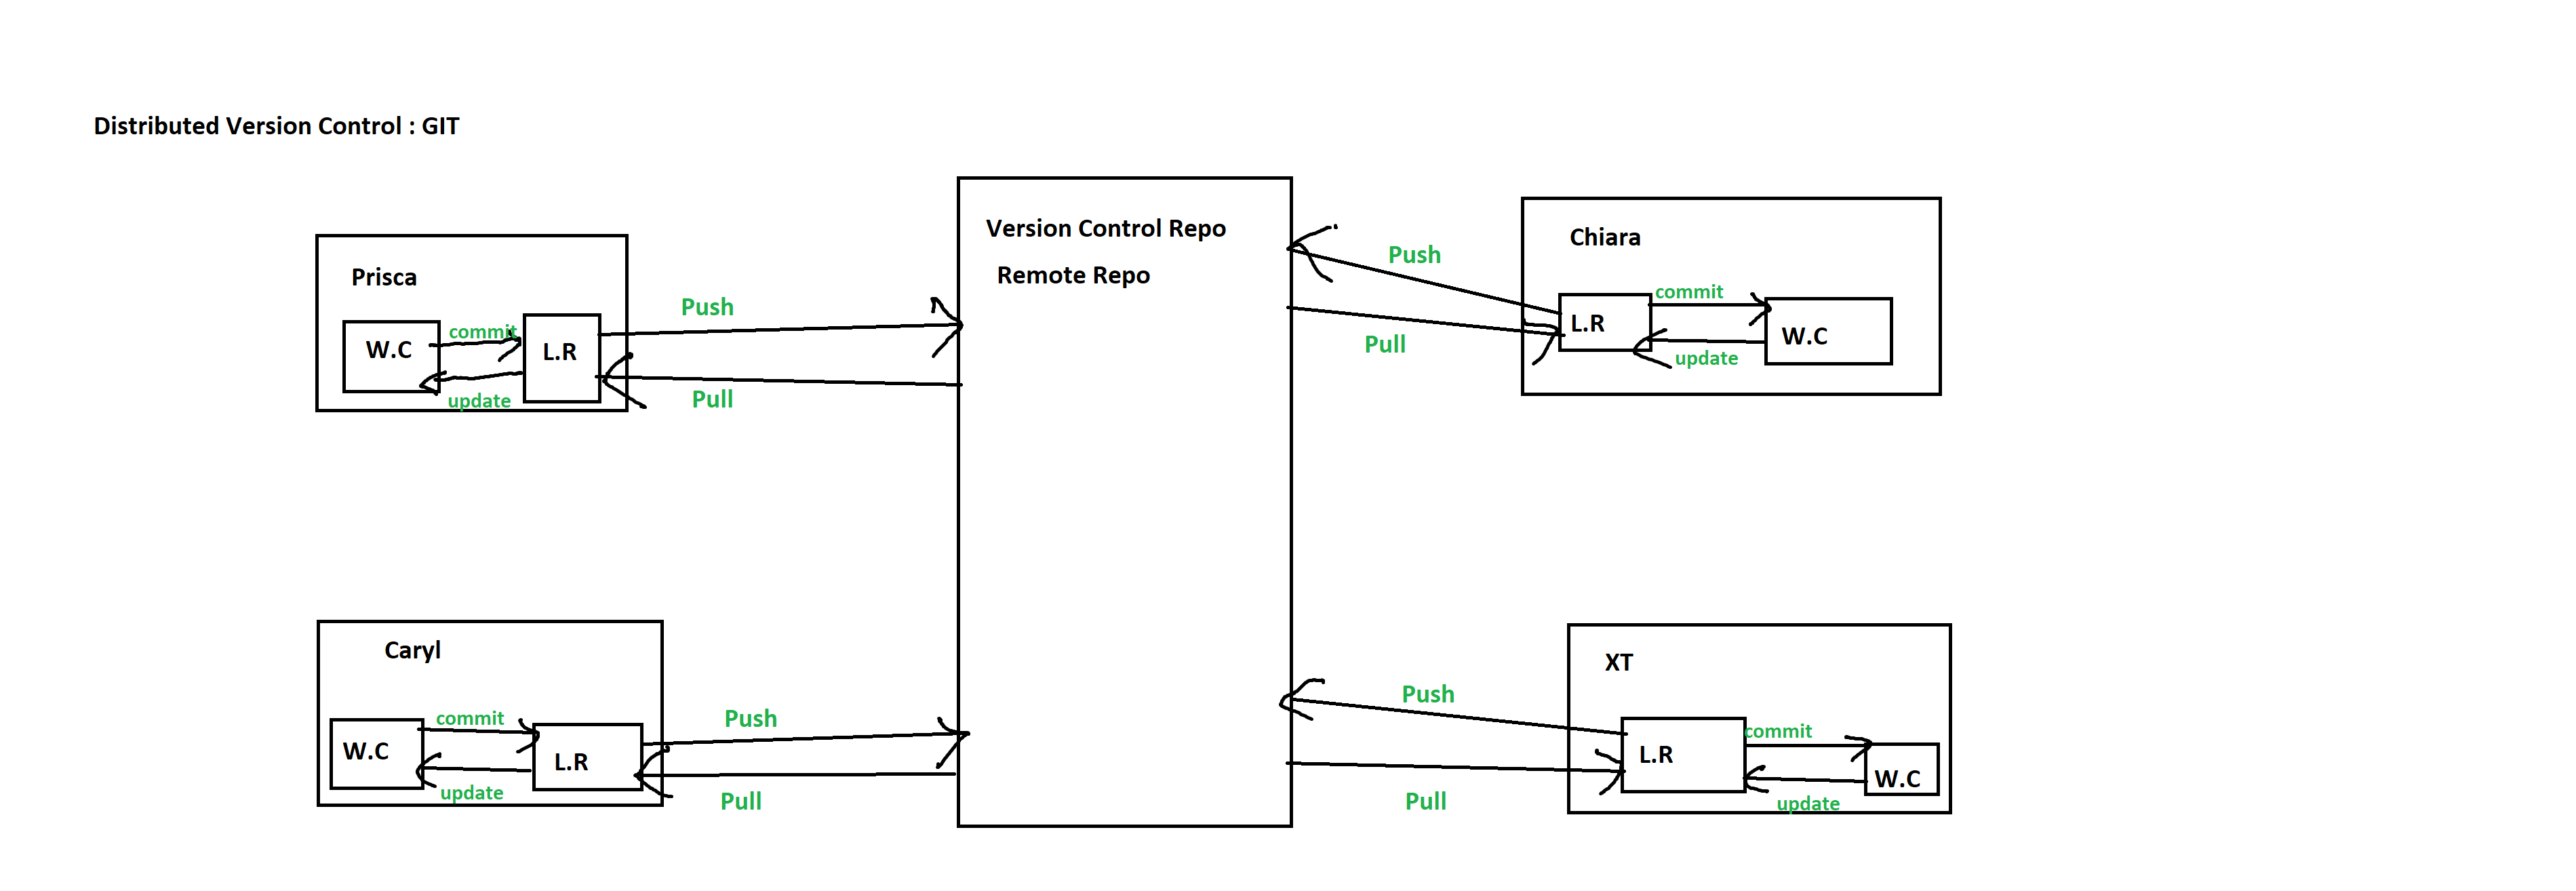 Distributed Version Control : GIT
Version Control Repo
Remote Repo
Prisca
W.C
commit
L.R
update
Push
Pull
Chiara
Push
Pull
L.R
commit
W.C
update
Caryl
W.C
commit
L.R
update
Push
Pull
XT
Push
Pull
L.R
commit
W.C
update